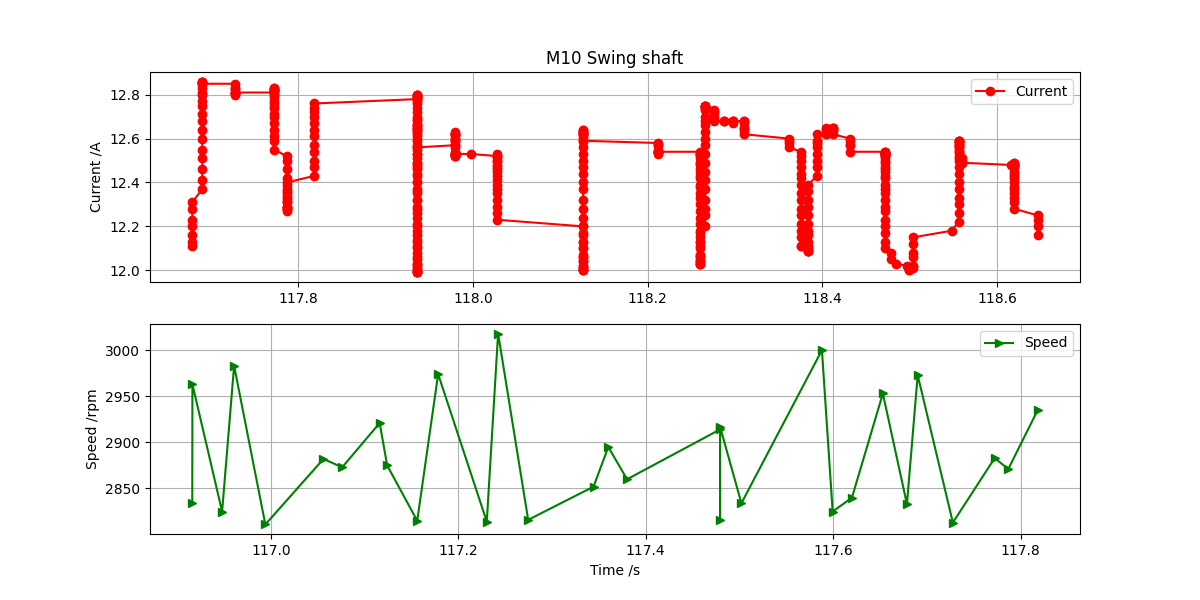 M10 Swing shaft
12.8
12.6
12.4
12.2
12.0
Current /A
Current
117.8 118.0 118.2 118.4 118.6
3000
2950
2900
2850
Speed /rpm
Speed
117.0 117.2 117.4 117.6 117.8
Time /s